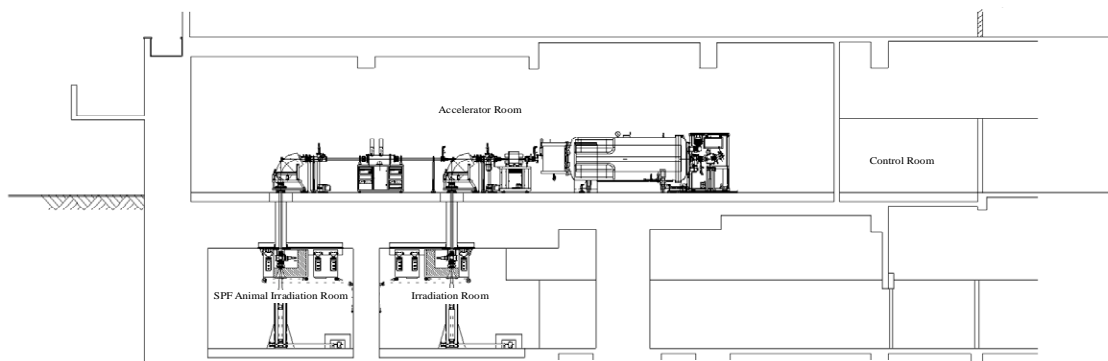 Accelerator Room
Control Room
SPF Animal Irradiation Room
Irradiation Room